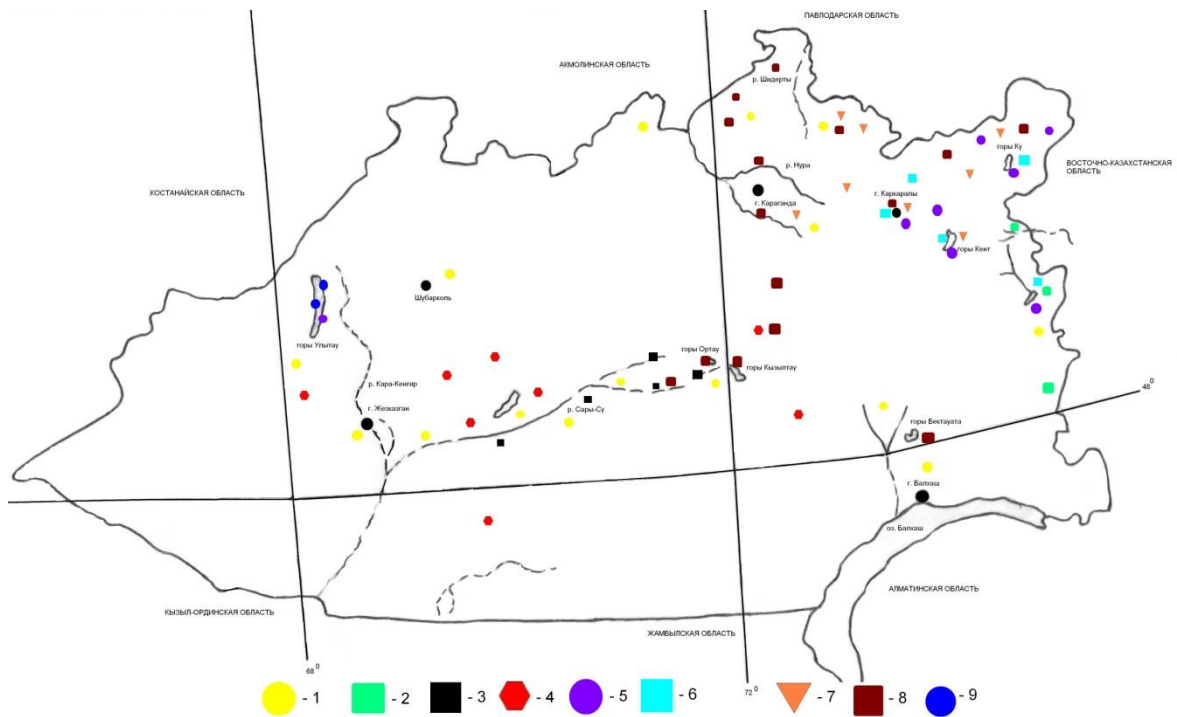 ПАВЛОДАРСКАЯ ОБЛАСТЬ
АКМОЛИНСКАЯ ОБЛАСТЬ
р. Шидерты
горы Ку
ВОСТОЧНО-КАЗАХСТАНСКАЯ
ОБЛАСТЬ
р. Нура
КОСТАНАЙСКАЯ ОБЛАСТЬ
г. Каркаралы
г. Караганда
горы Кент
Шубарколь
горы Улытау
горы Ортау
горы Кызылтау
р. Кара-Кенгир
48⁰
г. Жезказган
р. Сары-Су
горы Бектауата
г. Балхаш
оз. Балхаш
АЛМАТИНСКАЯ ОБЛАСТЬ
КЫЗЫЛ-ОРДИНСКАЯ ОБЛАСТЬ
ЖАМБЫЛСКАЯ ОБЛАСТЬ
68⁰
72⁰
- 1 - 2 - 3 - 4 - 5 - 6 - 7 - 8 - 9